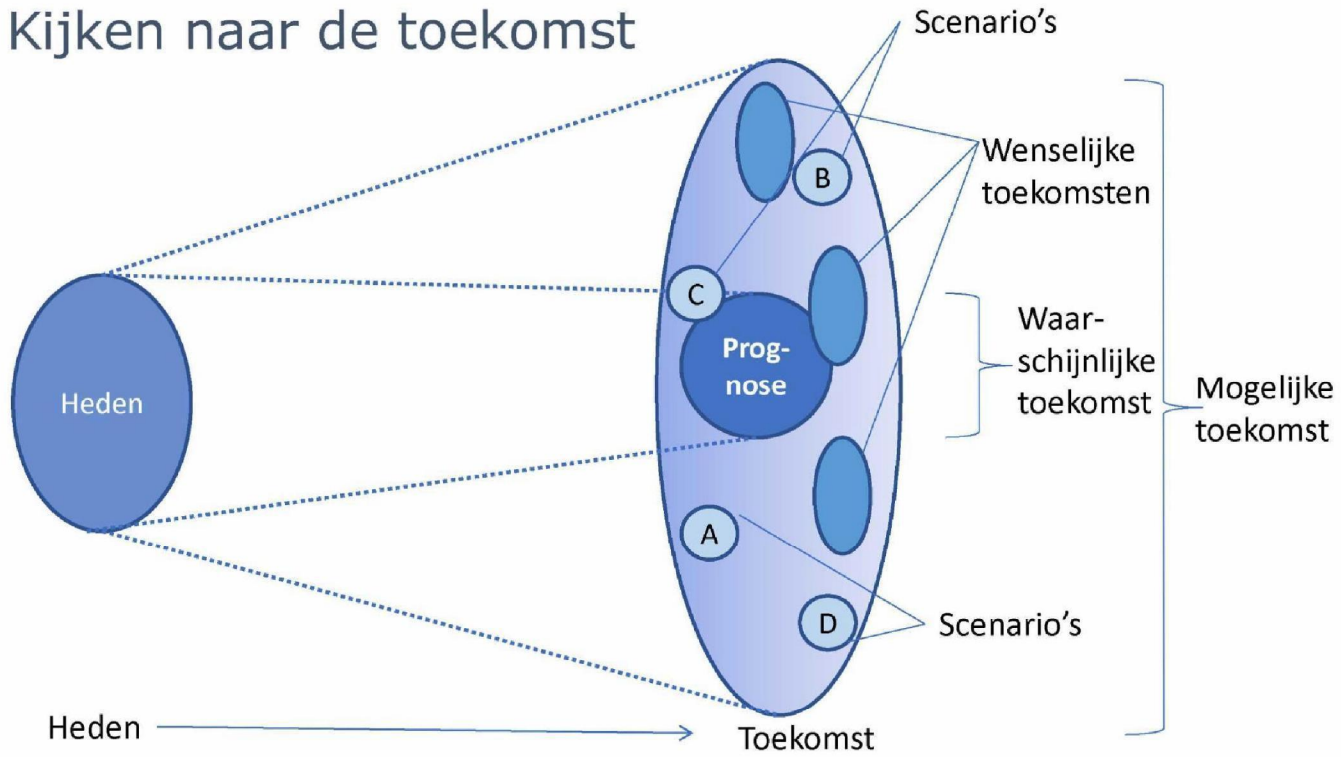 Kijken naar de toekomst
Scenario's
Wenselijke
toekomsten
B
C
Waar-
schijnlijke
toekomst
Prog-
nose
Mogelijke
toekomst
Heden
A
D
Scenario's
Heden
Toekomst